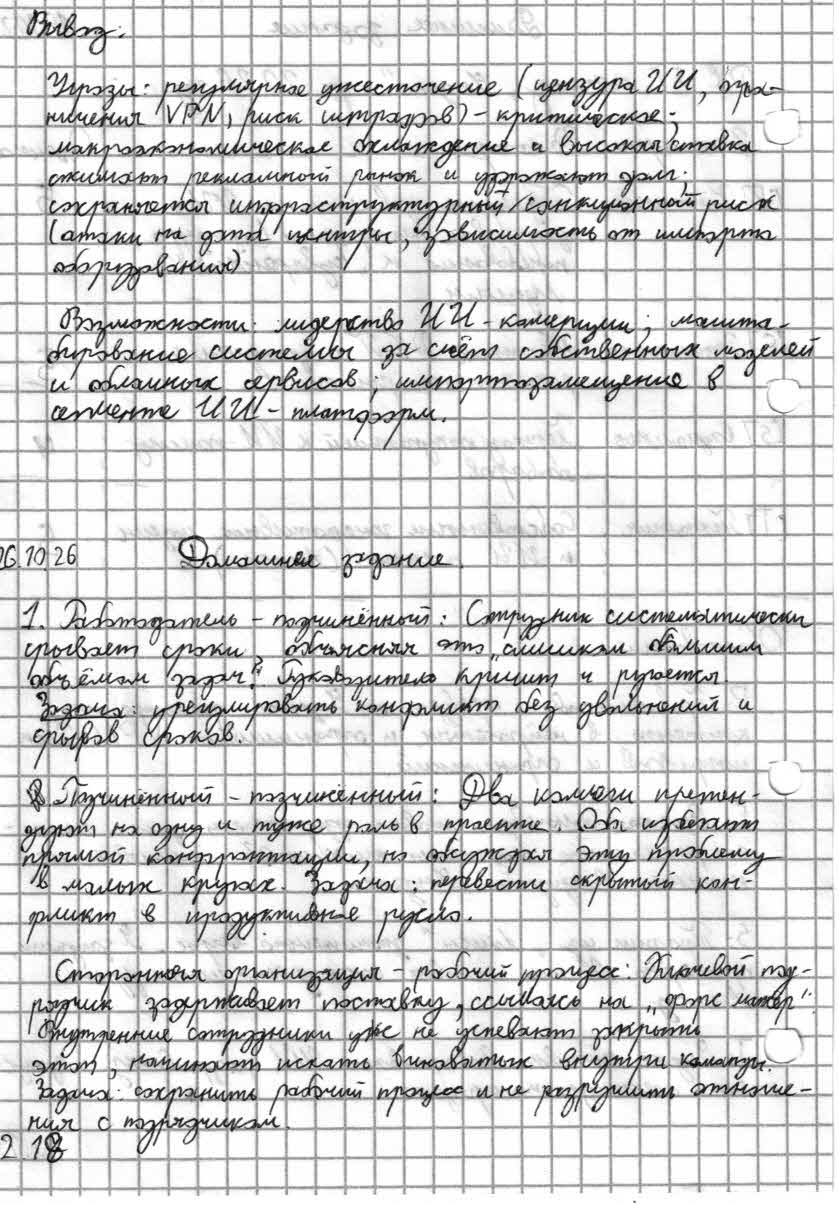 Вывод:
Угрозы: регулярное ужесточение (цензура ИИ, огра-
ничения VPN, риск штрафов) - критическое;
макроэкономическое охлаждение и высокая ставка
сжимают рекламный рынок и удорожают долг;
сохраняется инфраструктурный/санкционный риск
(атаки на дата центры, зависимость от импорта
оборудования)
Возможности: лидерство ИИ-комерции; масшта-
бирование системы за счёт собственных моделей
и облачных сервисов; импортозамещение в
сегменте ИИ-платформ.
06.10.26 Домашнее задание.
1. Работодатель - подчинённый: Сотрудник систематически
срывает сроки, объясняя это „слишком большим
объёмом задач". Руководитель кричит и ругается
Задача: урегулировать конфликт без увольнений и
срывов сроков.
Подчинённый - подчинённый: Два коллеги претен-
дуют на одну и туже роль в проекте. Оба избегают
прямой конфронтации, но обсуждая эту проблему
в малых кругах. Задача: перевести скрытый кон-
фликт в продуктивное русло.
Сторонняя организация - рабочий процесс: Ключевой под-
рядчик задерживает поставку, ссылаясь на „форс мажор".
Внутренние сотрудники уже не успевают закрыть
этап, начинают искать виноватых внутри команды.
Задача: сохранить рабочий процесс и не разрушить отноше-
ния с подрядчиком.
2.18